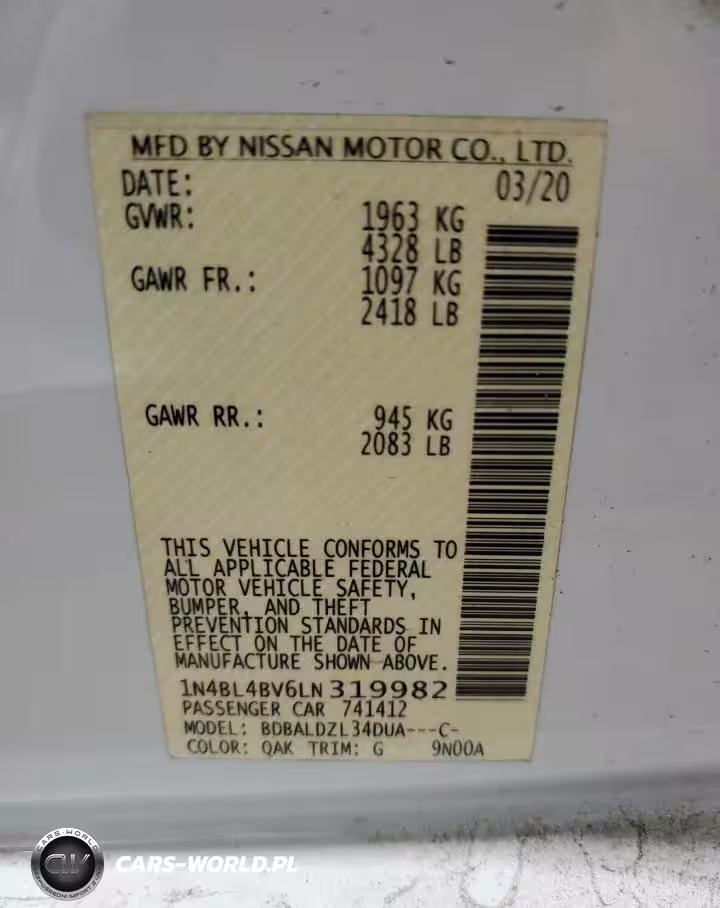 MFD BY NISSAN MOTOR CO., LTD.
DATE: 03/20
GVWR: 1963 KG
4328 LB
GAWR FR.: 1097 KG
2418 LB
GAWR RR.: 945 KG
2083 LB
THIS VEHICLE CONFORMS TO
ALL APPLICABLE FEDERAL
MOTOR VEHICLE SAFETY,
BUMPER, AND THEFT
PREVENTION STANDARDS IN
EFFECT ON THE DATE OF
MANUFACTURE SHOWN ABOVE.
1N4BL4BV6LN319982
PASSENGER CAR 741412
MODEL: BDBALDZL34DUA---C-
COLOR: QAK TRIM: G 9N00A
CARS-WORLD
CW
CARS-WORLD.PL